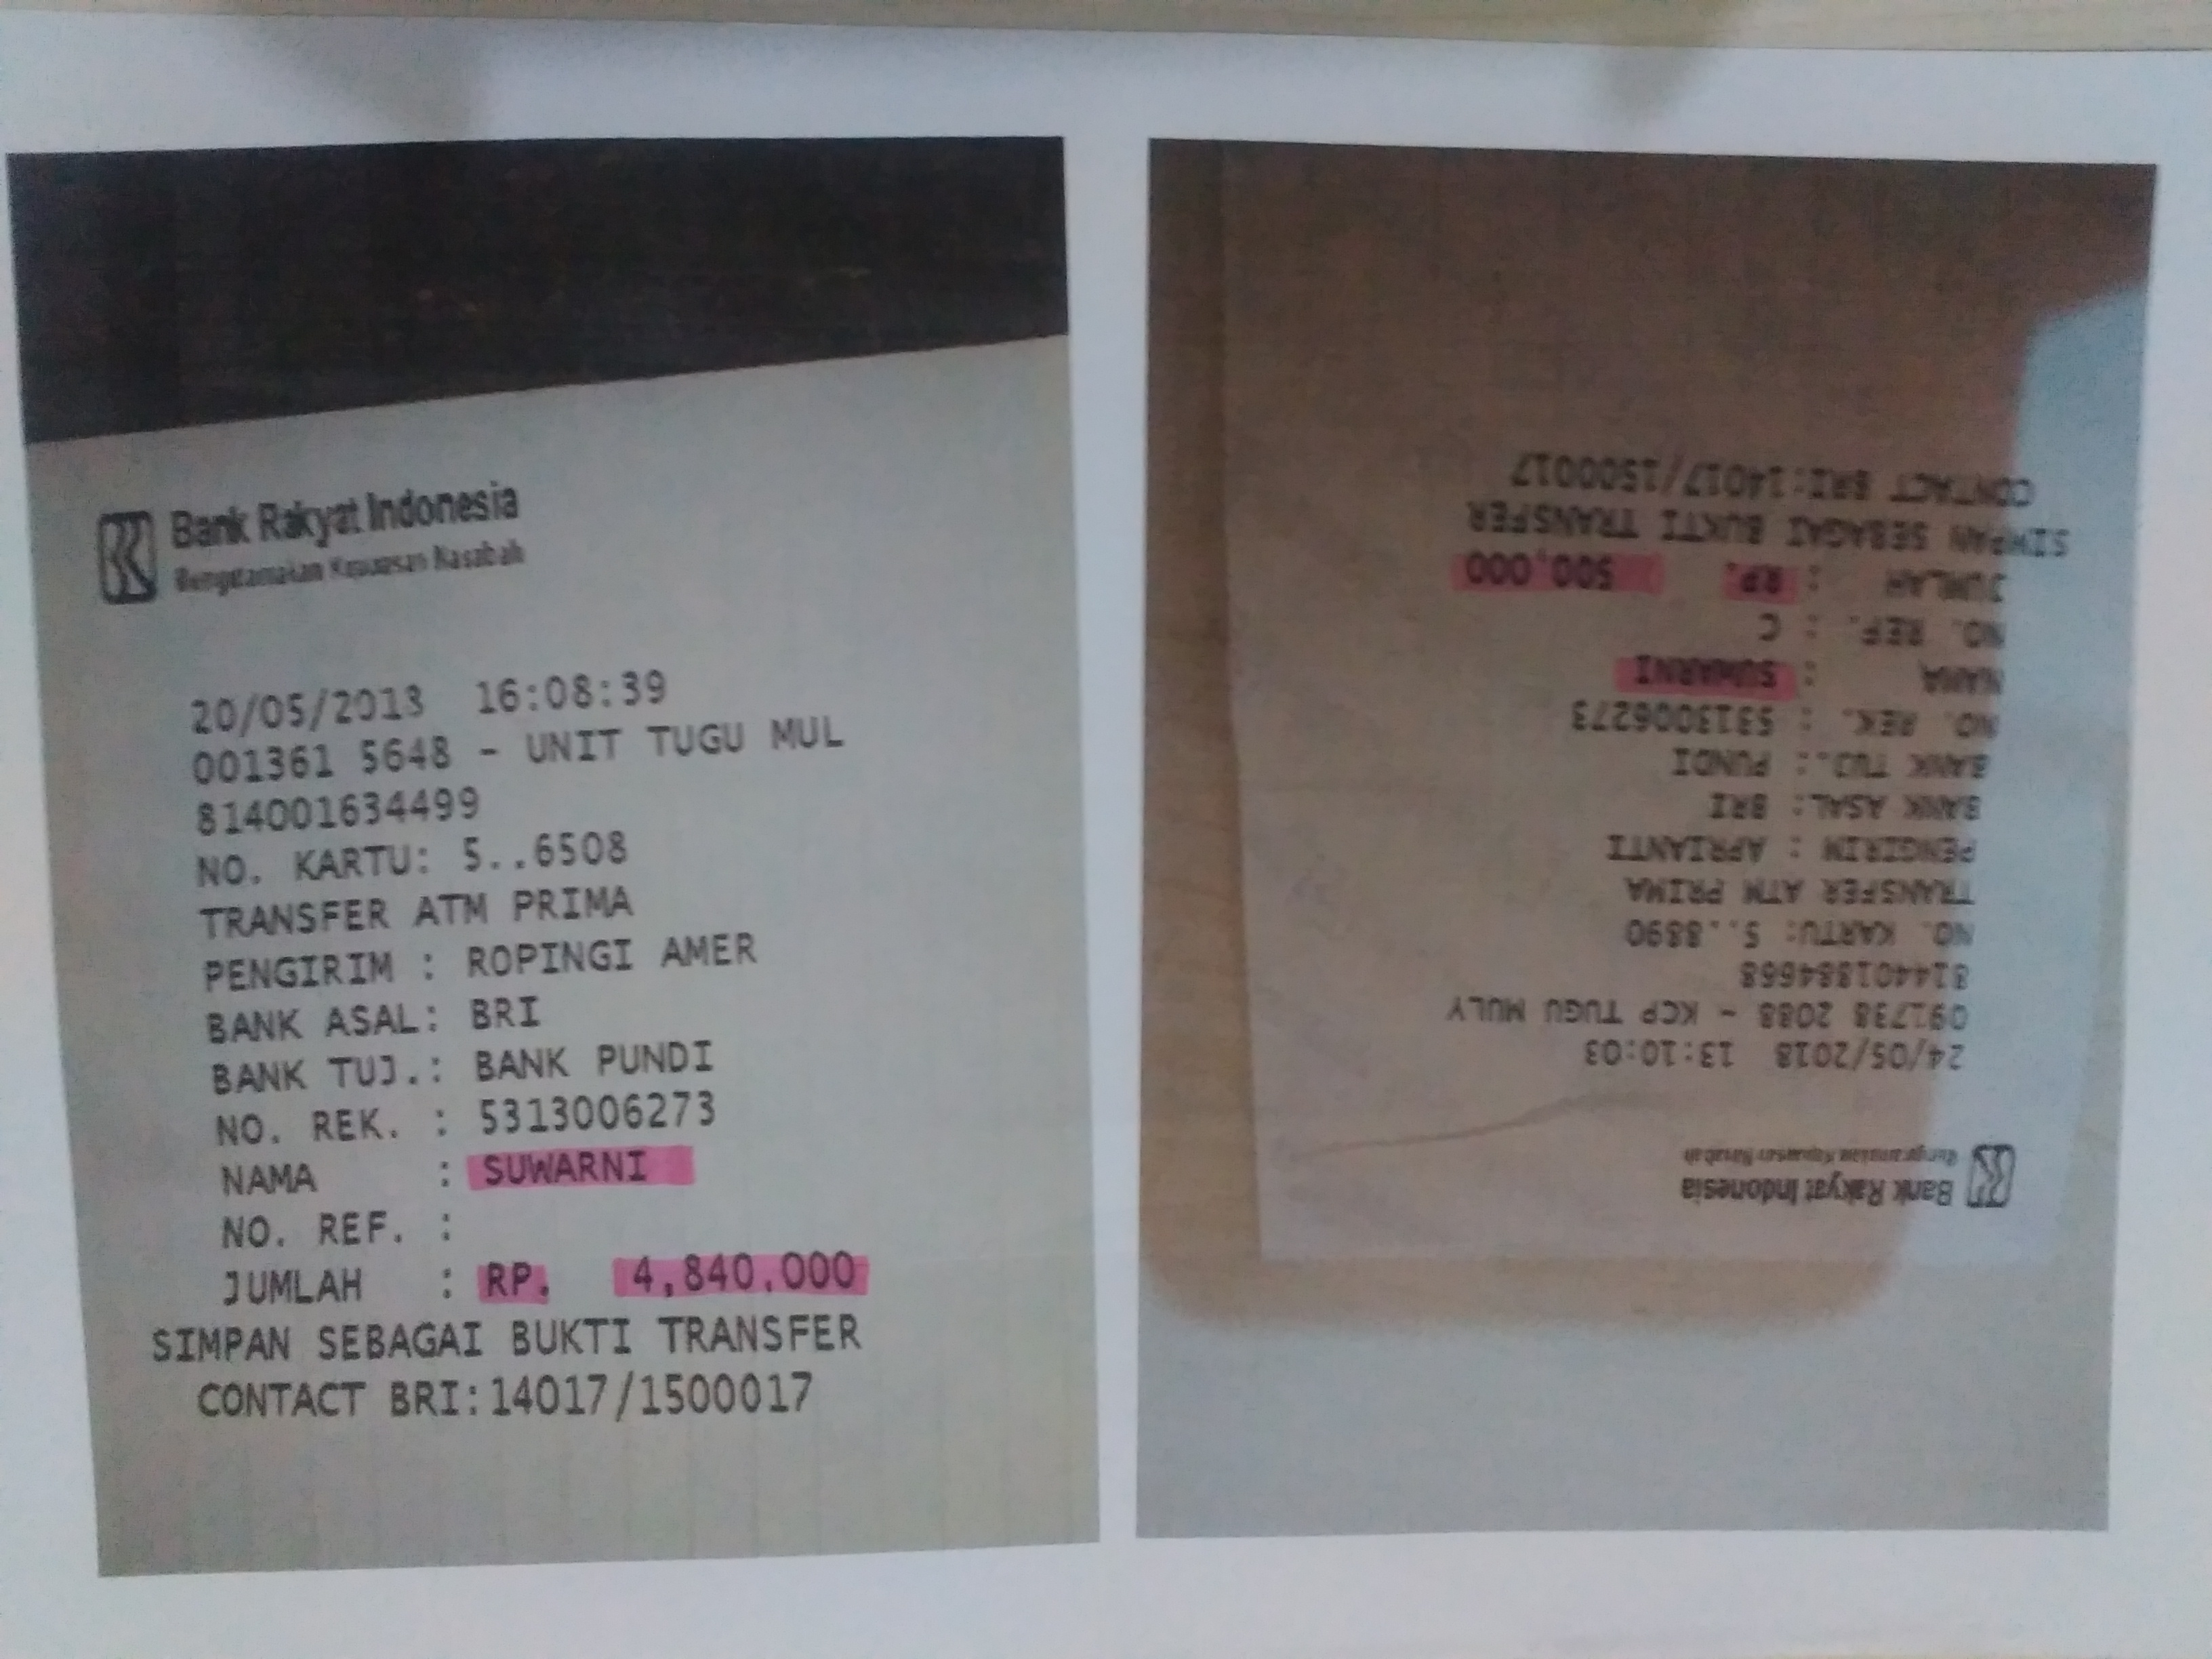 Bank Rakyat Indonesia
Pengutamakan Kepuasan Nasabah
20/05/2018 16:08:39
001361 5648 - UNIT TUGU MUL
814001634499
NO. KARTU: 5..6508
TRANSFER ATM PRIMA
PENGIRIM : ROPINGI AMER
BANK ASAL: BRI
BANK TUJ.: BANK PUNDI
NO. REK. : 5313006273
NAMA : SUWARNI
NO. REF. :
JUMLAH : RP. 4,840,000
SIMPAN SEBAGAI BUKTI TRANSFER
CONTACT BRI:14017/1500017
Bank Rakyat Indonesia
24/05/2018 13:10:03
091738 2088 - KCP TUGU MULY
814401884668
NO. KARTU: 5..8890
TRANSFER ATM PRIMA
PENGIRIM : APRIANTI
BANK ASAL: BRI
BANK TUJ.: PUNDI
NO. REK. : 5313006273
NAMA : SUWARNI
NO. REF. : C
JUMLAH : RP. 500,000
SIMPAN SEBAGAI BUKTI TRANSFER
CONTACT BRI:14017/1500017